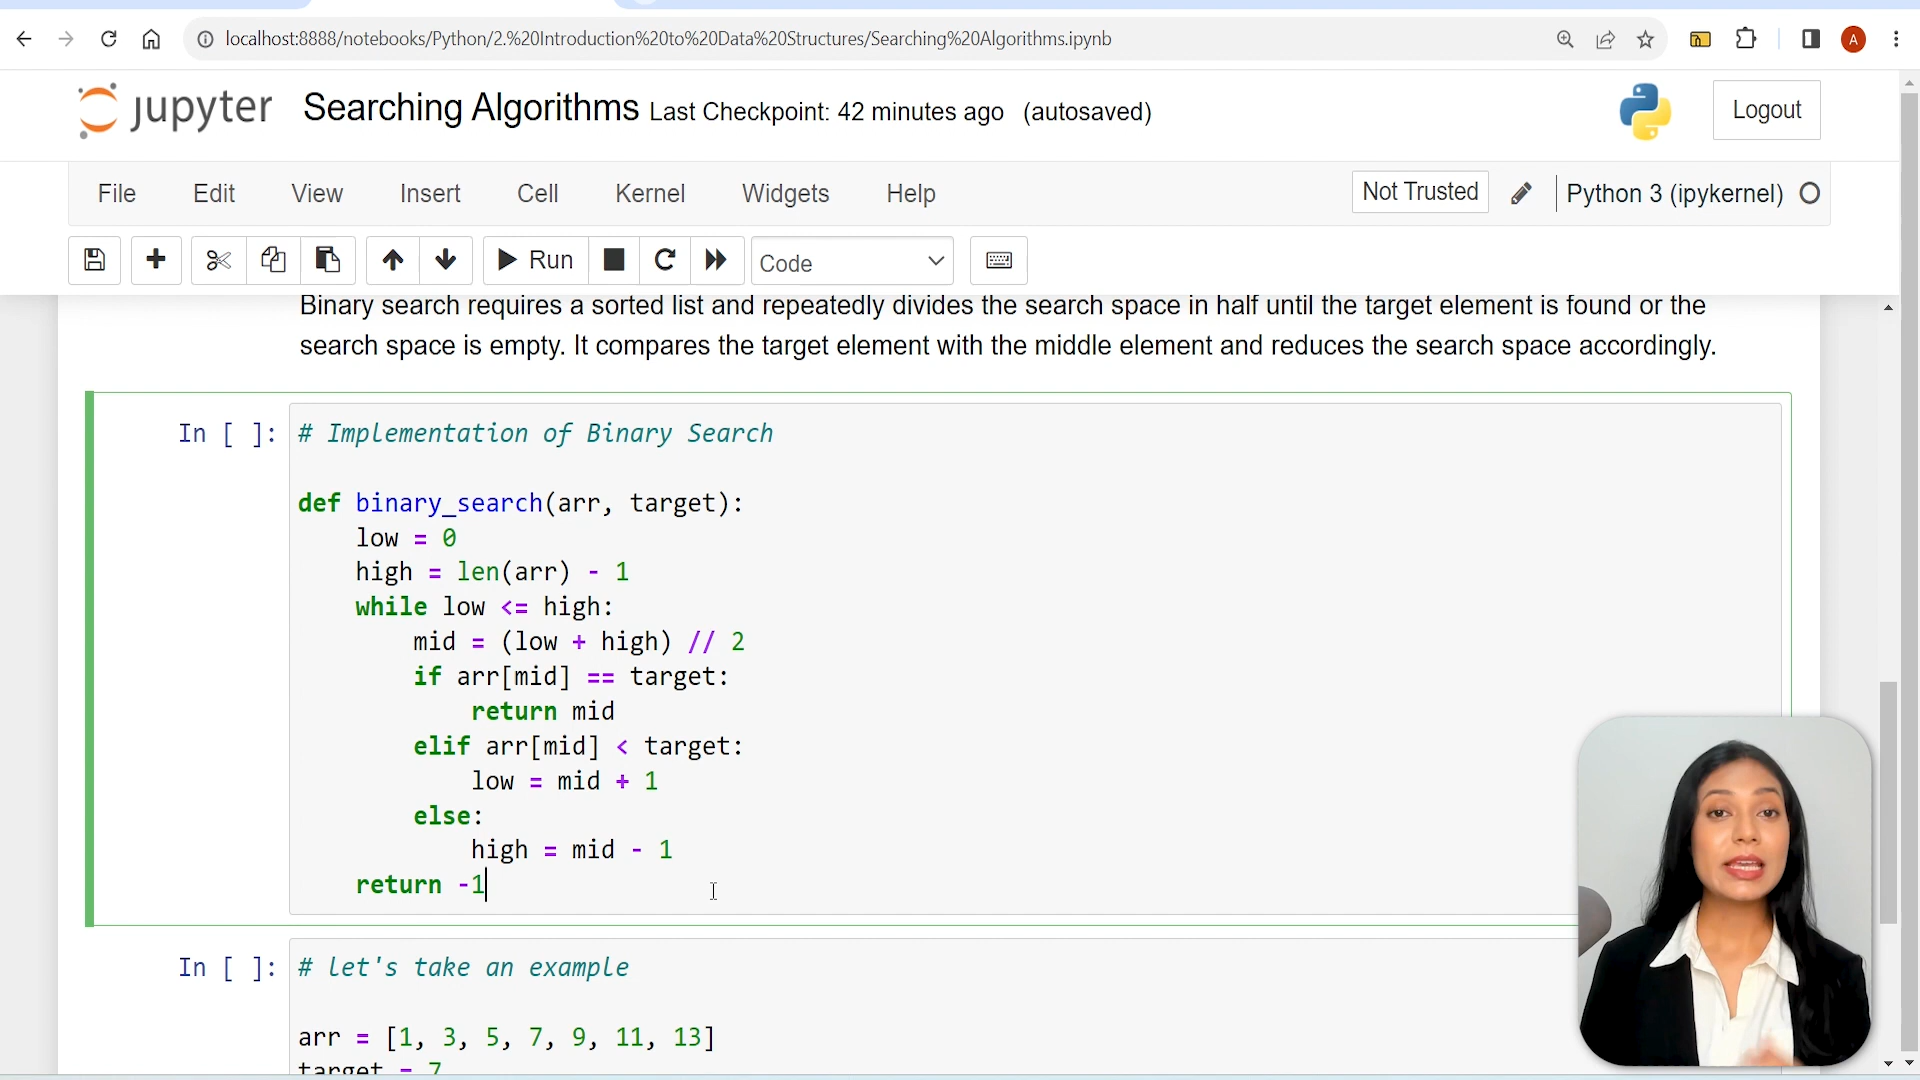 localhost:8888/notebooks/Python/2.%20Introduction%20to%20Data%20Structures/Searching%20Algorithms.ipynb
A
jupyter Searching Algorithms Last Checkpoint: 42 minutes ago (autosaved)
Logout
File Edit View Insert Cell Kernel Widgets Help
Not Trusted
Python 3 (ipykernel)
Run
Code
Binary search requires a sorted list and repeatedly divides the search space in half until the target element is found or the
search space is empty. It compares the target element with the middle element and reduces the search space accordingly.
In [ ]: # Implementation of Binary Search
def binary_search(arr, target):
    low = 0
    high = len(arr) - 1
    while low <= high:
        mid = (low + high) // 2
        if arr[mid] == target:
            return mid
        elif arr[mid] < target:
            low = mid + 1
        else:
            high = mid - 1
    return -1
In [ ]: # let's take an example
arr = [1, 3, 5, 7, 9, 11, 13]
target = 7